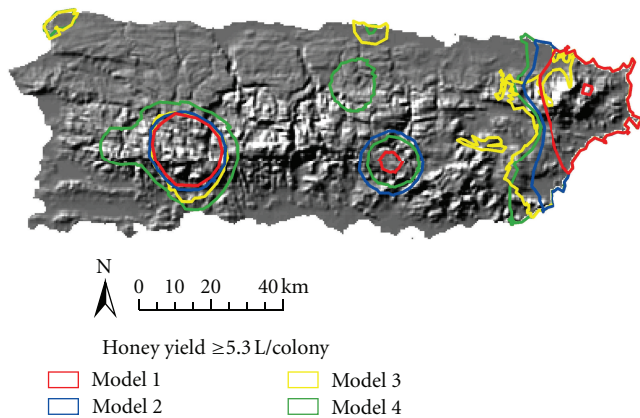 N
0 10 20 40 km
Honey yield ≥5.3 L/colony
Model 1 Model 3
Model 2 Model 4